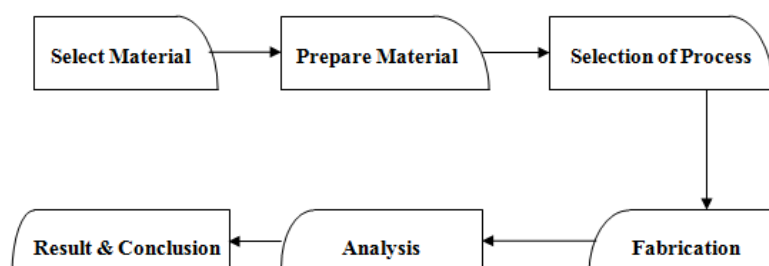 Select Material
Prepare Material
Selection of Process
Fabrication
Analysis
Result & Conclusion